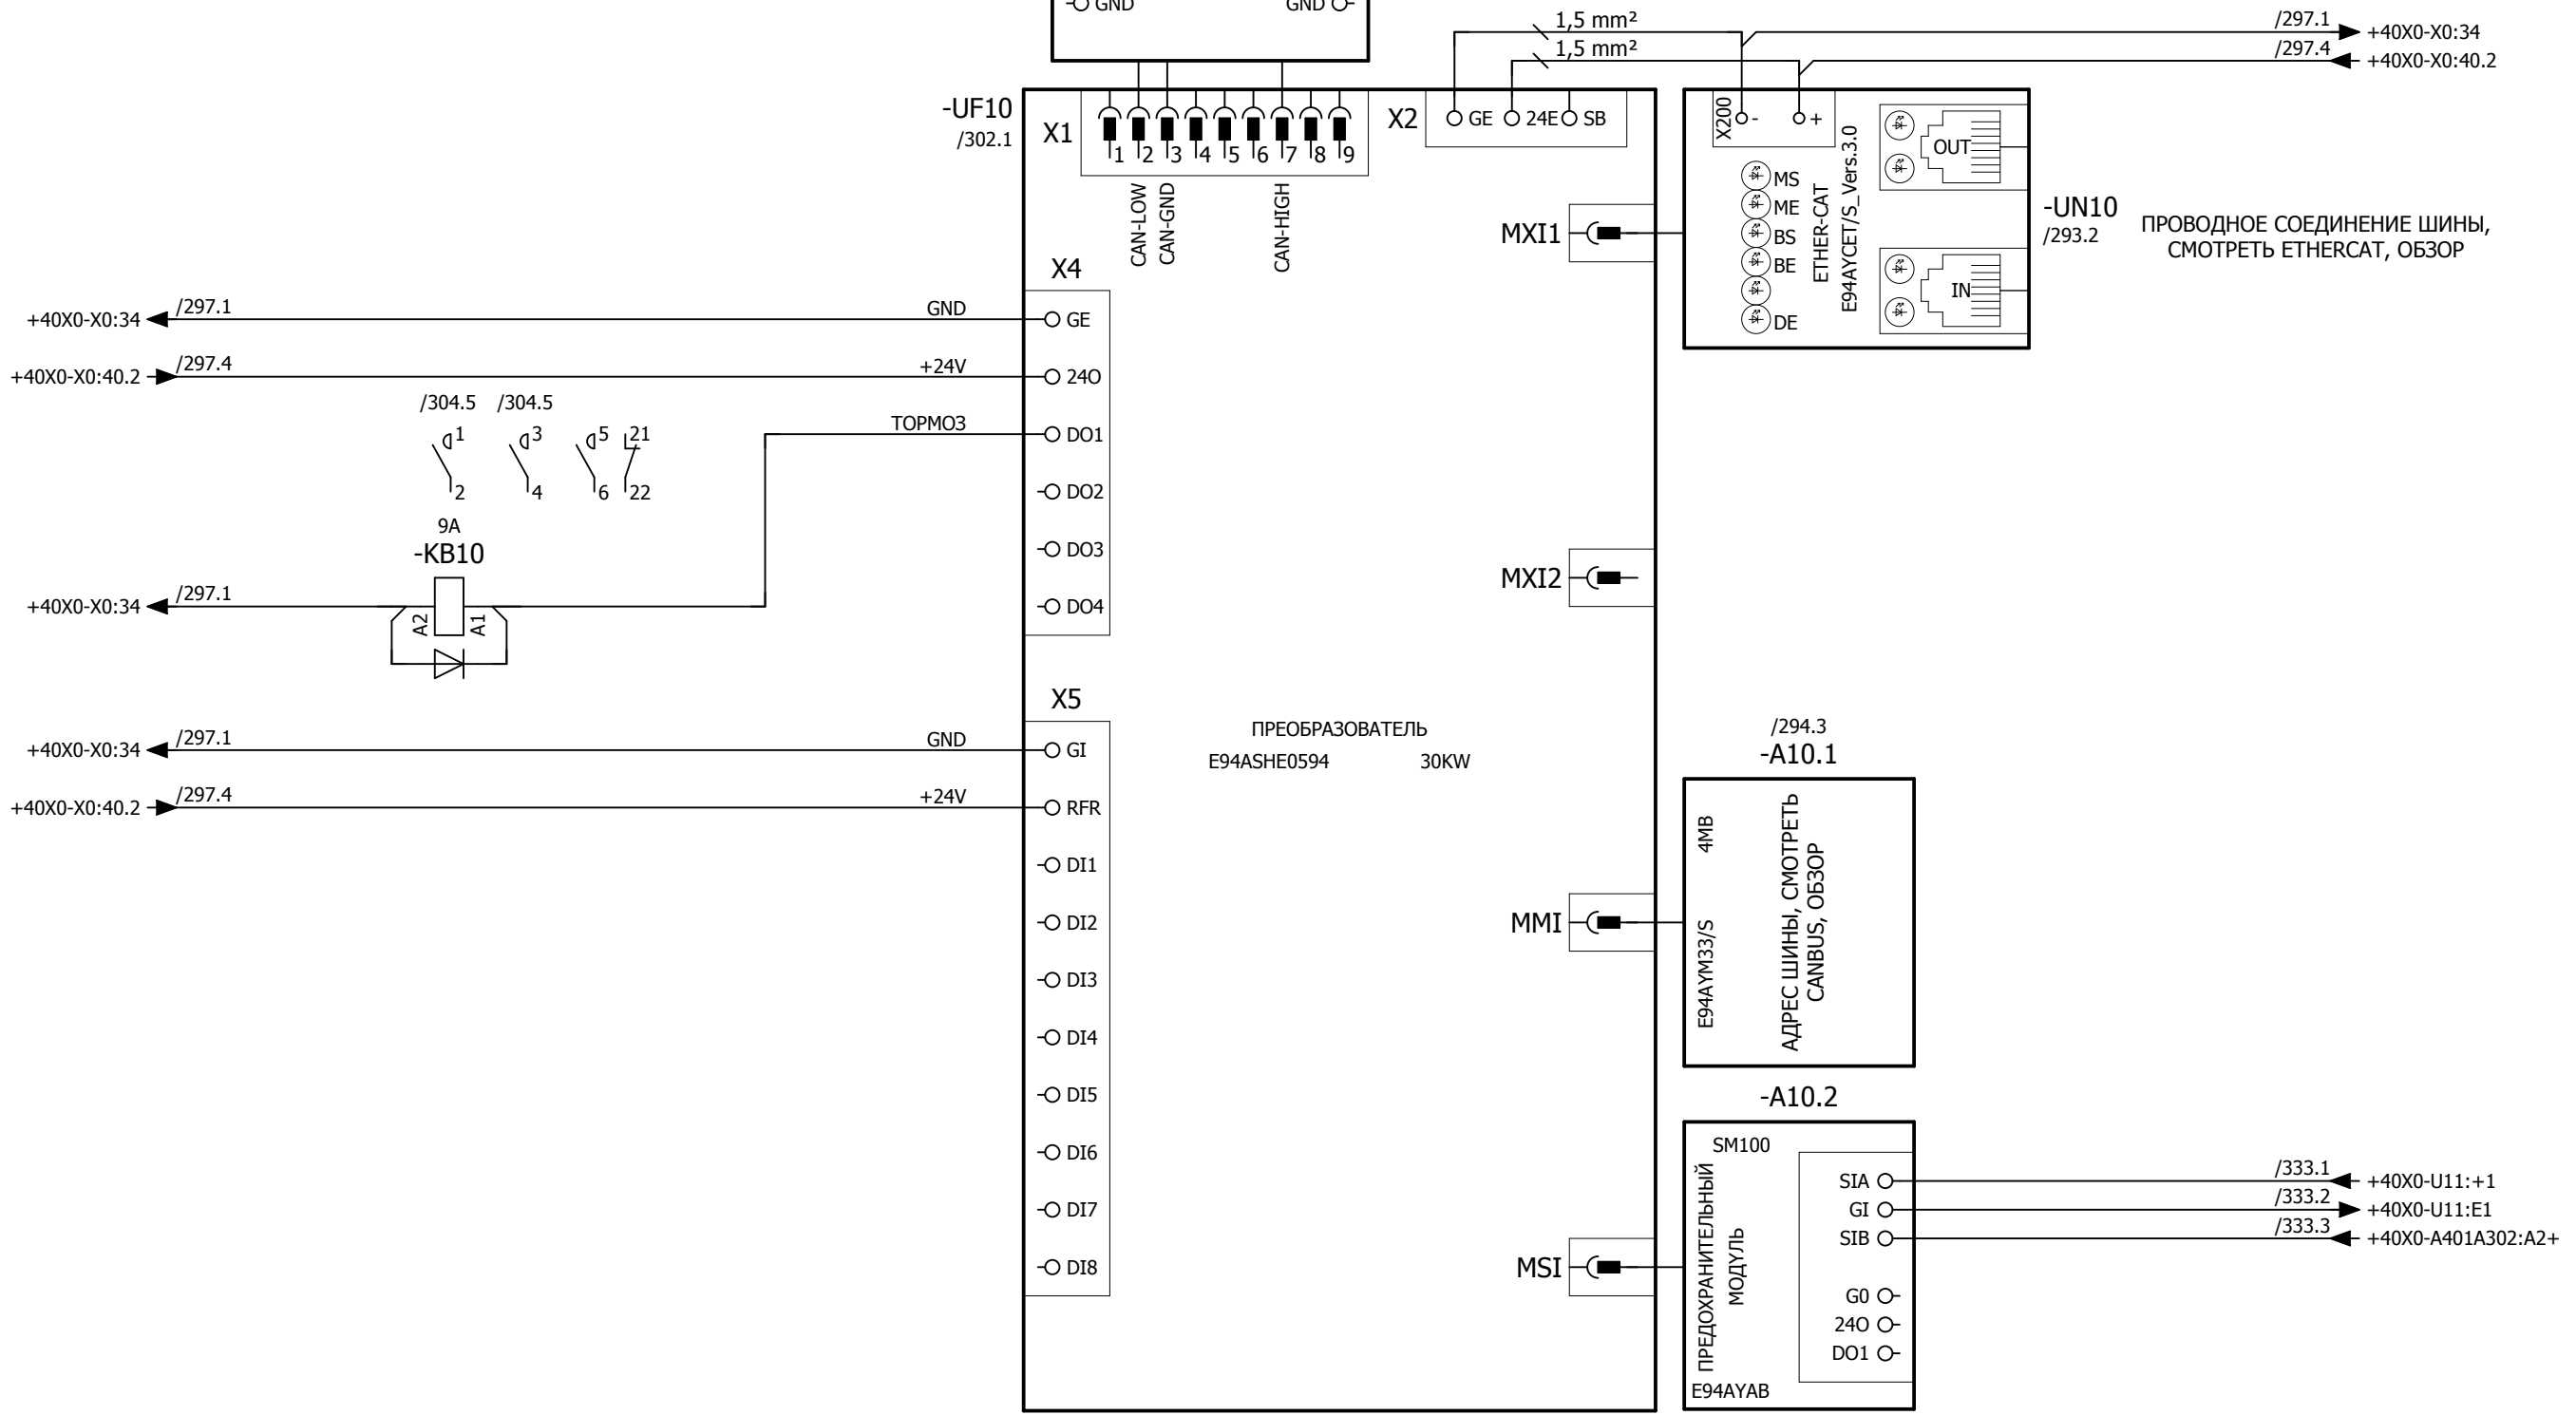 GND GND
1,5 mm²
/297.1 +40X0-X0:34
1,5 mm²
/297.4 +40X0-X0:40.2
-UF10
/302.1
X1
1 2 3 4 5 6 7 8 9
CAN-LOW
CAN-GND
CAN-HIGH
X2
GE 24E SB
X200
- +
MS
ME
BS
BE
DE
ETHER-CAT
E94AYCET/S_Vers.3.0
OUT
IN
-UN10
/293.2
ПРОВОДНОЕ СОЕДИНЕНИЕ ШИНЫ,
СМОТРЕТЬ ETHERCAT, ОБЗОР
MXI1
X4
+40X0-X0:34 /297.1 GND GE
+40X0-X0:40.2 /297.4 +24V 24O
/304.5 /304.5
1 3 5 21
2 4 6 22
ТОРМОЗ DO1
DO2
DO3
DO4
9A
-KB10
+40X0-X0:34 /297.1
A2 A1
MXI2
X5
+40X0-X0:34 /297.1 GND GI
+40X0-X0:40.2 /297.4 +24V RFR
DI1
DI2
DI3
DI4
DI5
DI6
DI7
DI8
ПРЕОБРАЗОВАТЕЛЬ
E94ASHE0594 30KW
/294.3
-A10.1
MMI
E94AYM33/S 4MB
АДРЕС ШИНЫ, СМОТРЕТЬ
CANBUS, ОБЗОР
-A10.2
MSI
SM100
ПРЕДОХРАНИТЕЛЬНЫЙ
МОДУЛЬ
E94AYAB
SIA /333.1 +40X0-U11:+1
GI /333.2 +40X0-U11:E1
SIB /333.3 +40X0-A401A302:A2+
G0
24O
DO1